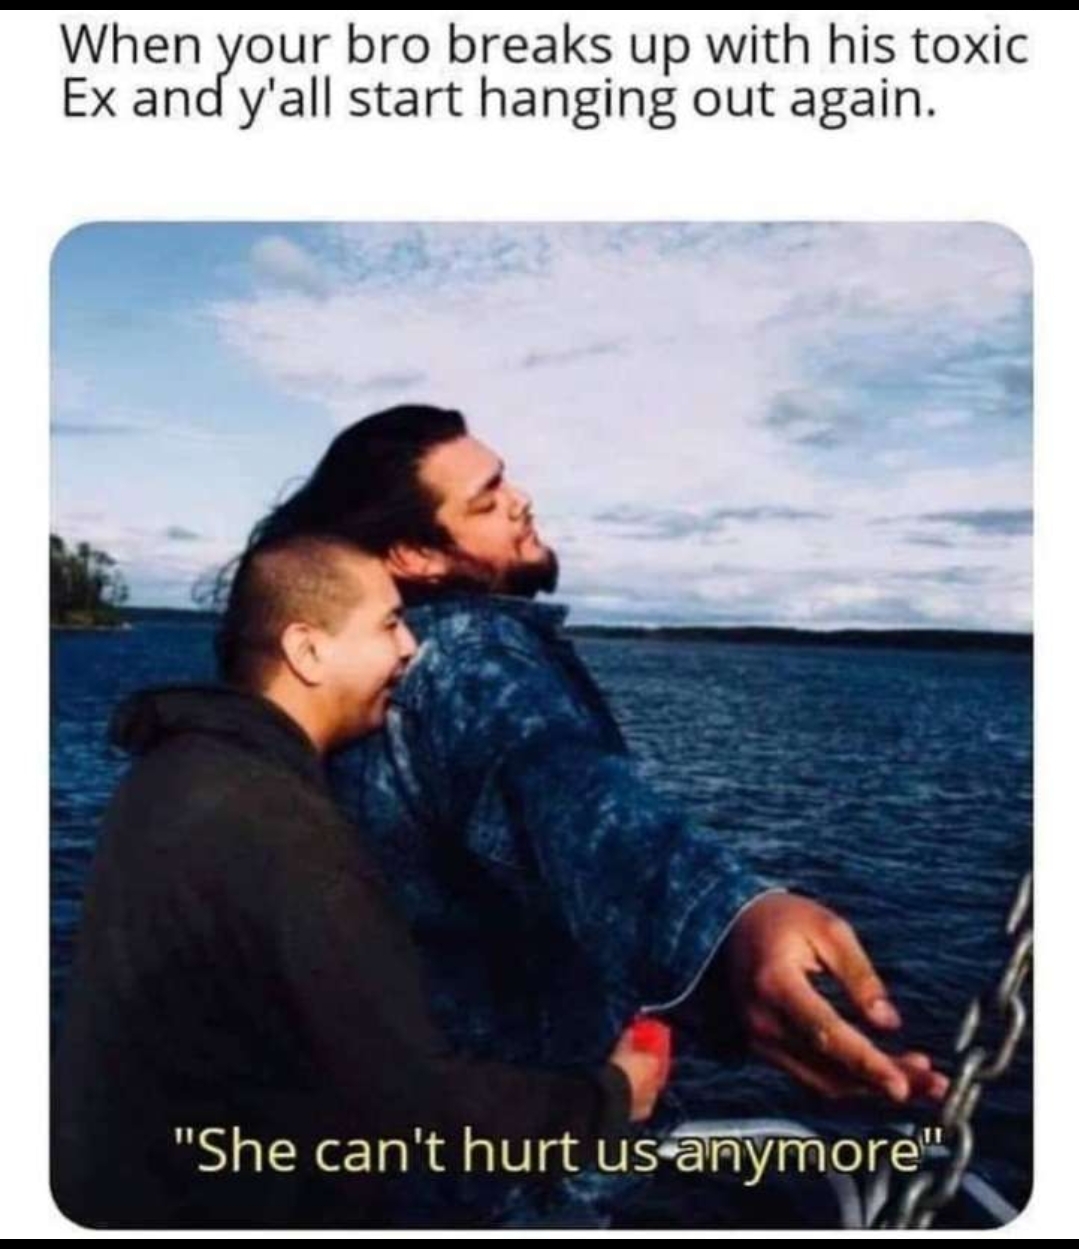 When your bro breaks up with his toxic
Ex and y'all start hanging out again.
"She can't hurt us anymore"